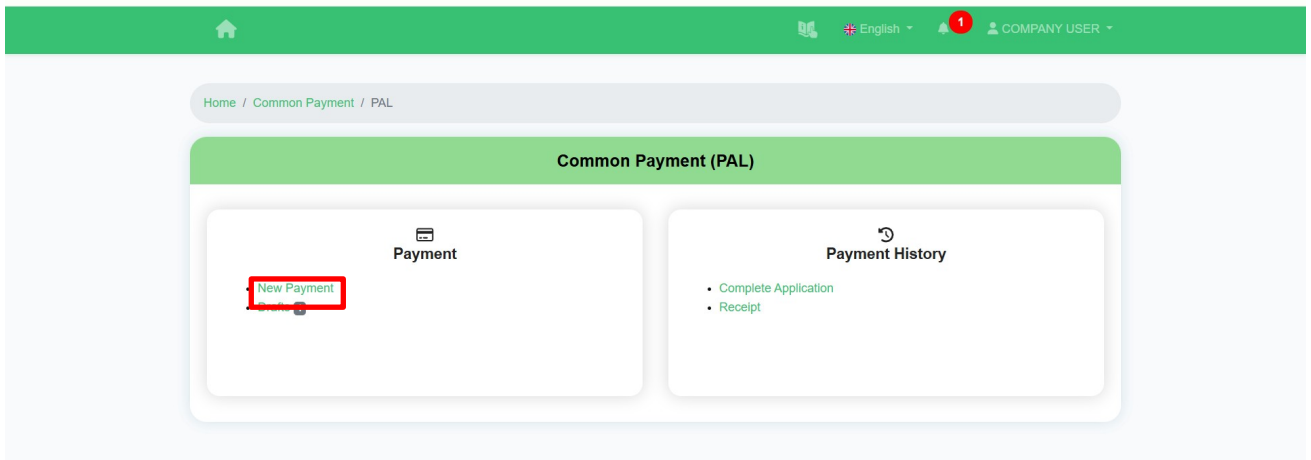 English
1
COMPANY USER
Home / Common Payment / PAL
Common Payment (PAL)
Payment
• New Payment
• Drafts
Payment History
• Complete Application
• Receipt